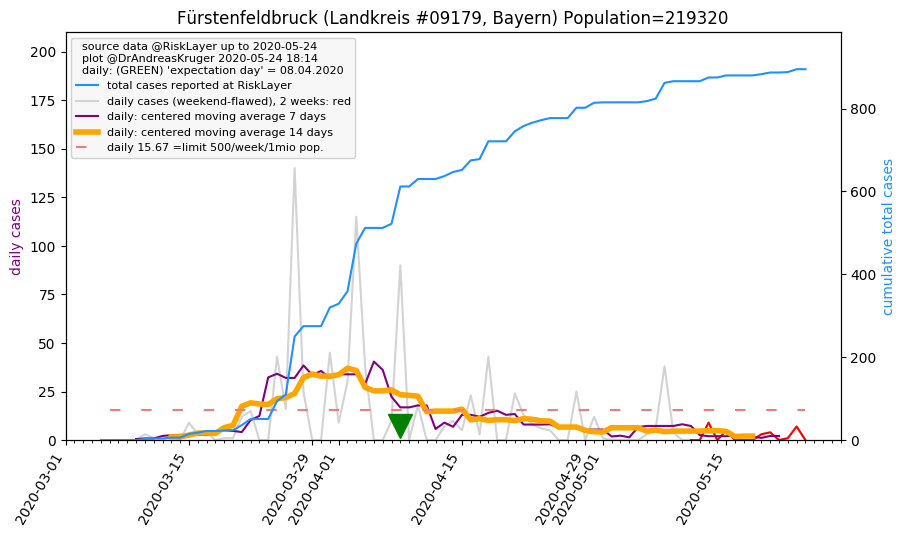 Fürstenfeldbruck (Landkreis #09179, Bayern) Population=219320
source data @RiskLayer up to 2020-05-24
plot @DrAndreasKruger 2020-05-24 18:14
daily: (GREEN) 'expectation day' = 08.04.2020
total cases reported at RiskLayer
daily cases (weekend-flawed), 2 weeks: red
daily: centered moving average 7 days
daily: centered moving average 14 days
daily 15.67 =limit 500/week/1mio pop.
daily cases
200
175
150
125
100
75
50
25
0
800
600
400
200
0
cumulative total cases
2020-03-01
2020-03-15
2020-03-29
2020-04-01
2020-04-15
2020-04-29
2020-05-01
2020-05-15